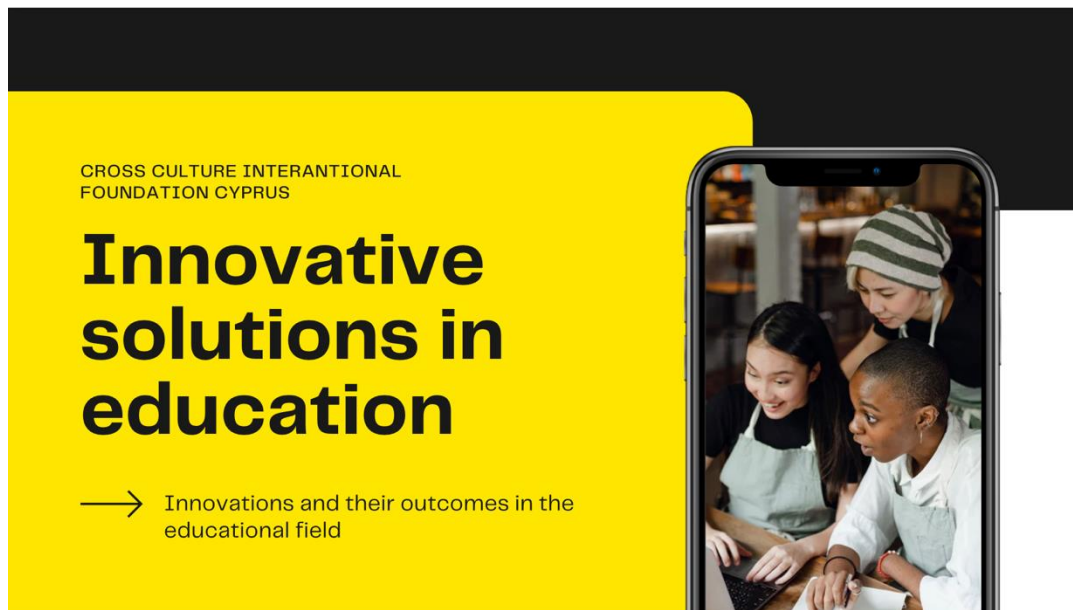 CROSS CULTURE INTERANTIONAL
FOUNDATION CYPRUS
Innovative
solutions in
education
Innovations and their outcomes in the
educational field